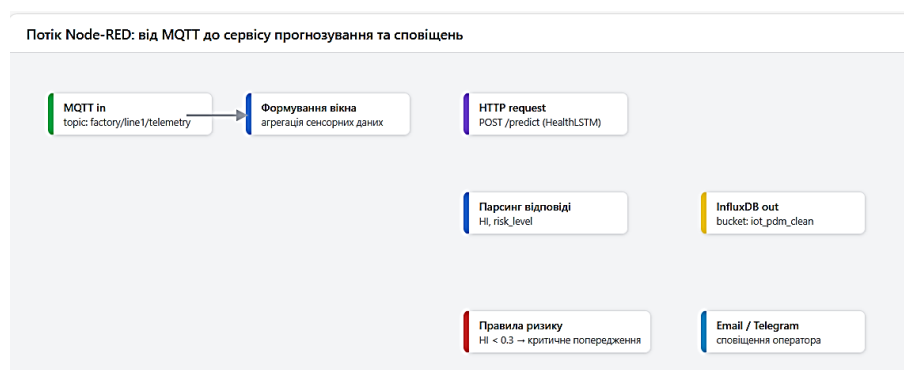 Потік Node-RED: від MQTT до сервісу прогнозування та сповіщень
MQTT in
topic: factory/line1/telemetry
Формування вікна
агрегація сенсорних даних
HTTP request
POST /predict (HealthLSTM)
Парсинг відповіді
HI, risk_level
InfluxDB out
bucket: iot_pdm_clean
Правила ризику
HI < 0.3 → критичне попередження
Email / Telegram
сповіщення оператора